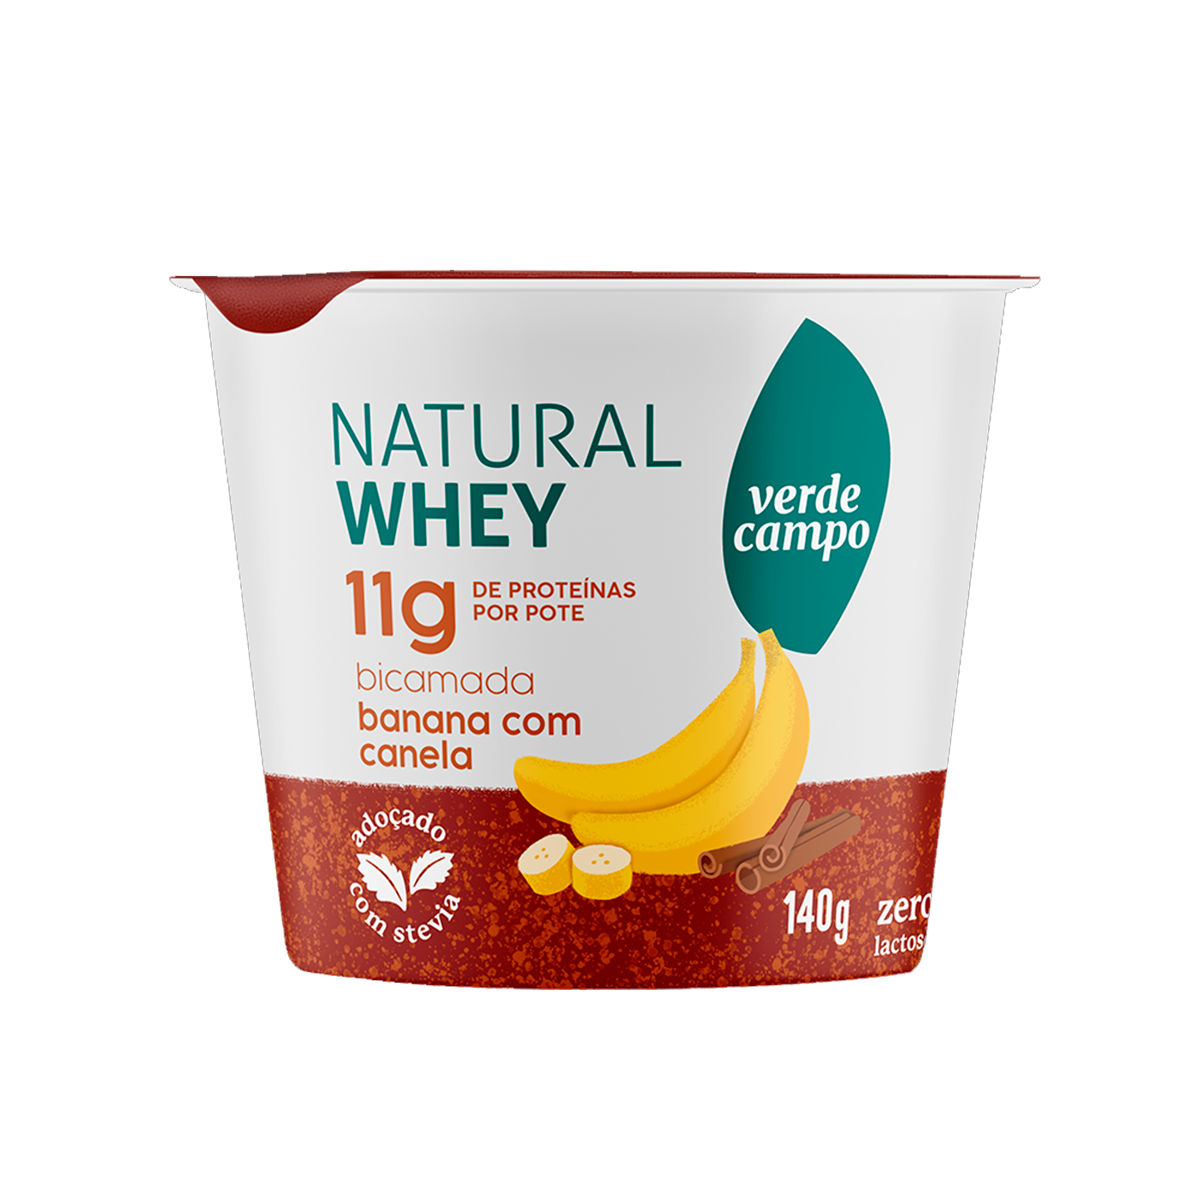 NATURAL
WHEY
11g
DE PROTEÍNAS
POR POTE
bicamada
banana com
canela
verde
campo
adoçado
com stevia
140g